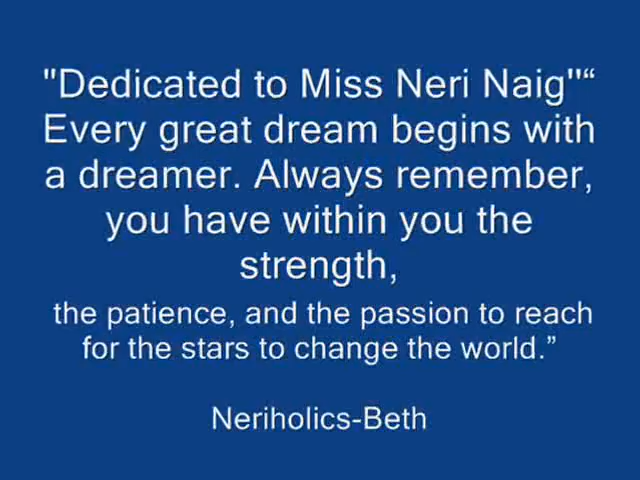 "Dedicated to Miss Neri Naig"“
Every great dream begins with
a dreamer. Always remember,
you have within you the
strength,
the patience, and the passion to reach
for the stars to change the world.”
Neriholics-Beth